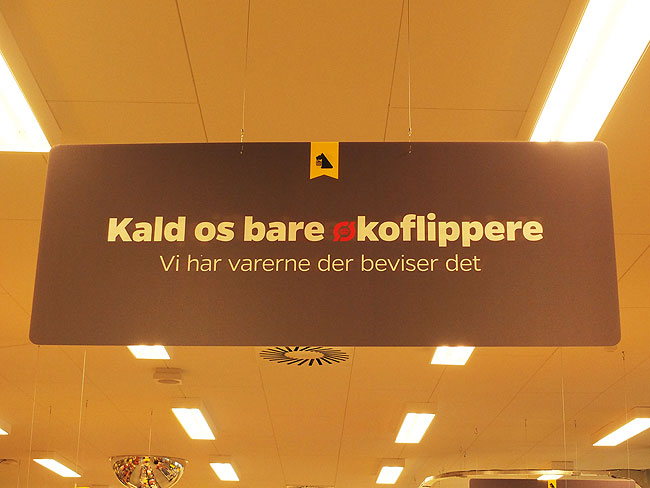 Kald os bare økoflippere
Vi har varerne der beviser det